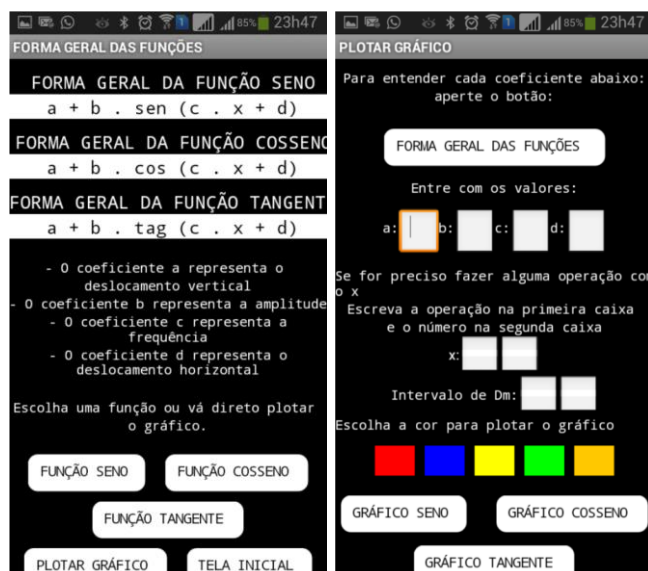 85% 23h47
FORMA GERAL DAS FUNÇÕES
FORMA GERAL DA FUNÇÃO SENO
a + b . sen (c . x + d)
FORMA GERAL DA FUNÇÃO COSSENO
a + b . cos (c . x + d)
FORMA GERAL DA FUNÇÃO TANGENT
a + b . tag (c . x + d)
- O coeficiente a representa o
deslocamento vertical
- O coeficiente b representa a amplitude
- O coeficiente c representa a
frequência
- O coeficiente d representa o
deslocamento horizontal
Escolha uma função ou vá direto plotar
o gráfico.
FUNÇÃO SENO FUNÇÃO COSSENO
FUNÇÃO TANGENTE
PLOTAR GRÁFICO TELA INICIAL
85% 23h47
PLOTAR GRÁFICO
Para entender cada coeficiente abaixo:
aperte o botão:
FORMA GERAL DAS FUNÇÕES
Entre com os valores:
a: b: c: d:
Se for preciso fazer alguma operação com
o x
Escreva a operação na primeira caixa
e o número na segunda caixa
x:
Intervalo de Dm:
Escolha a cor para plotar o gráfico
GRÁFICO SENO GRÁFICO COSSENO
GRÁFICO TANGENTE